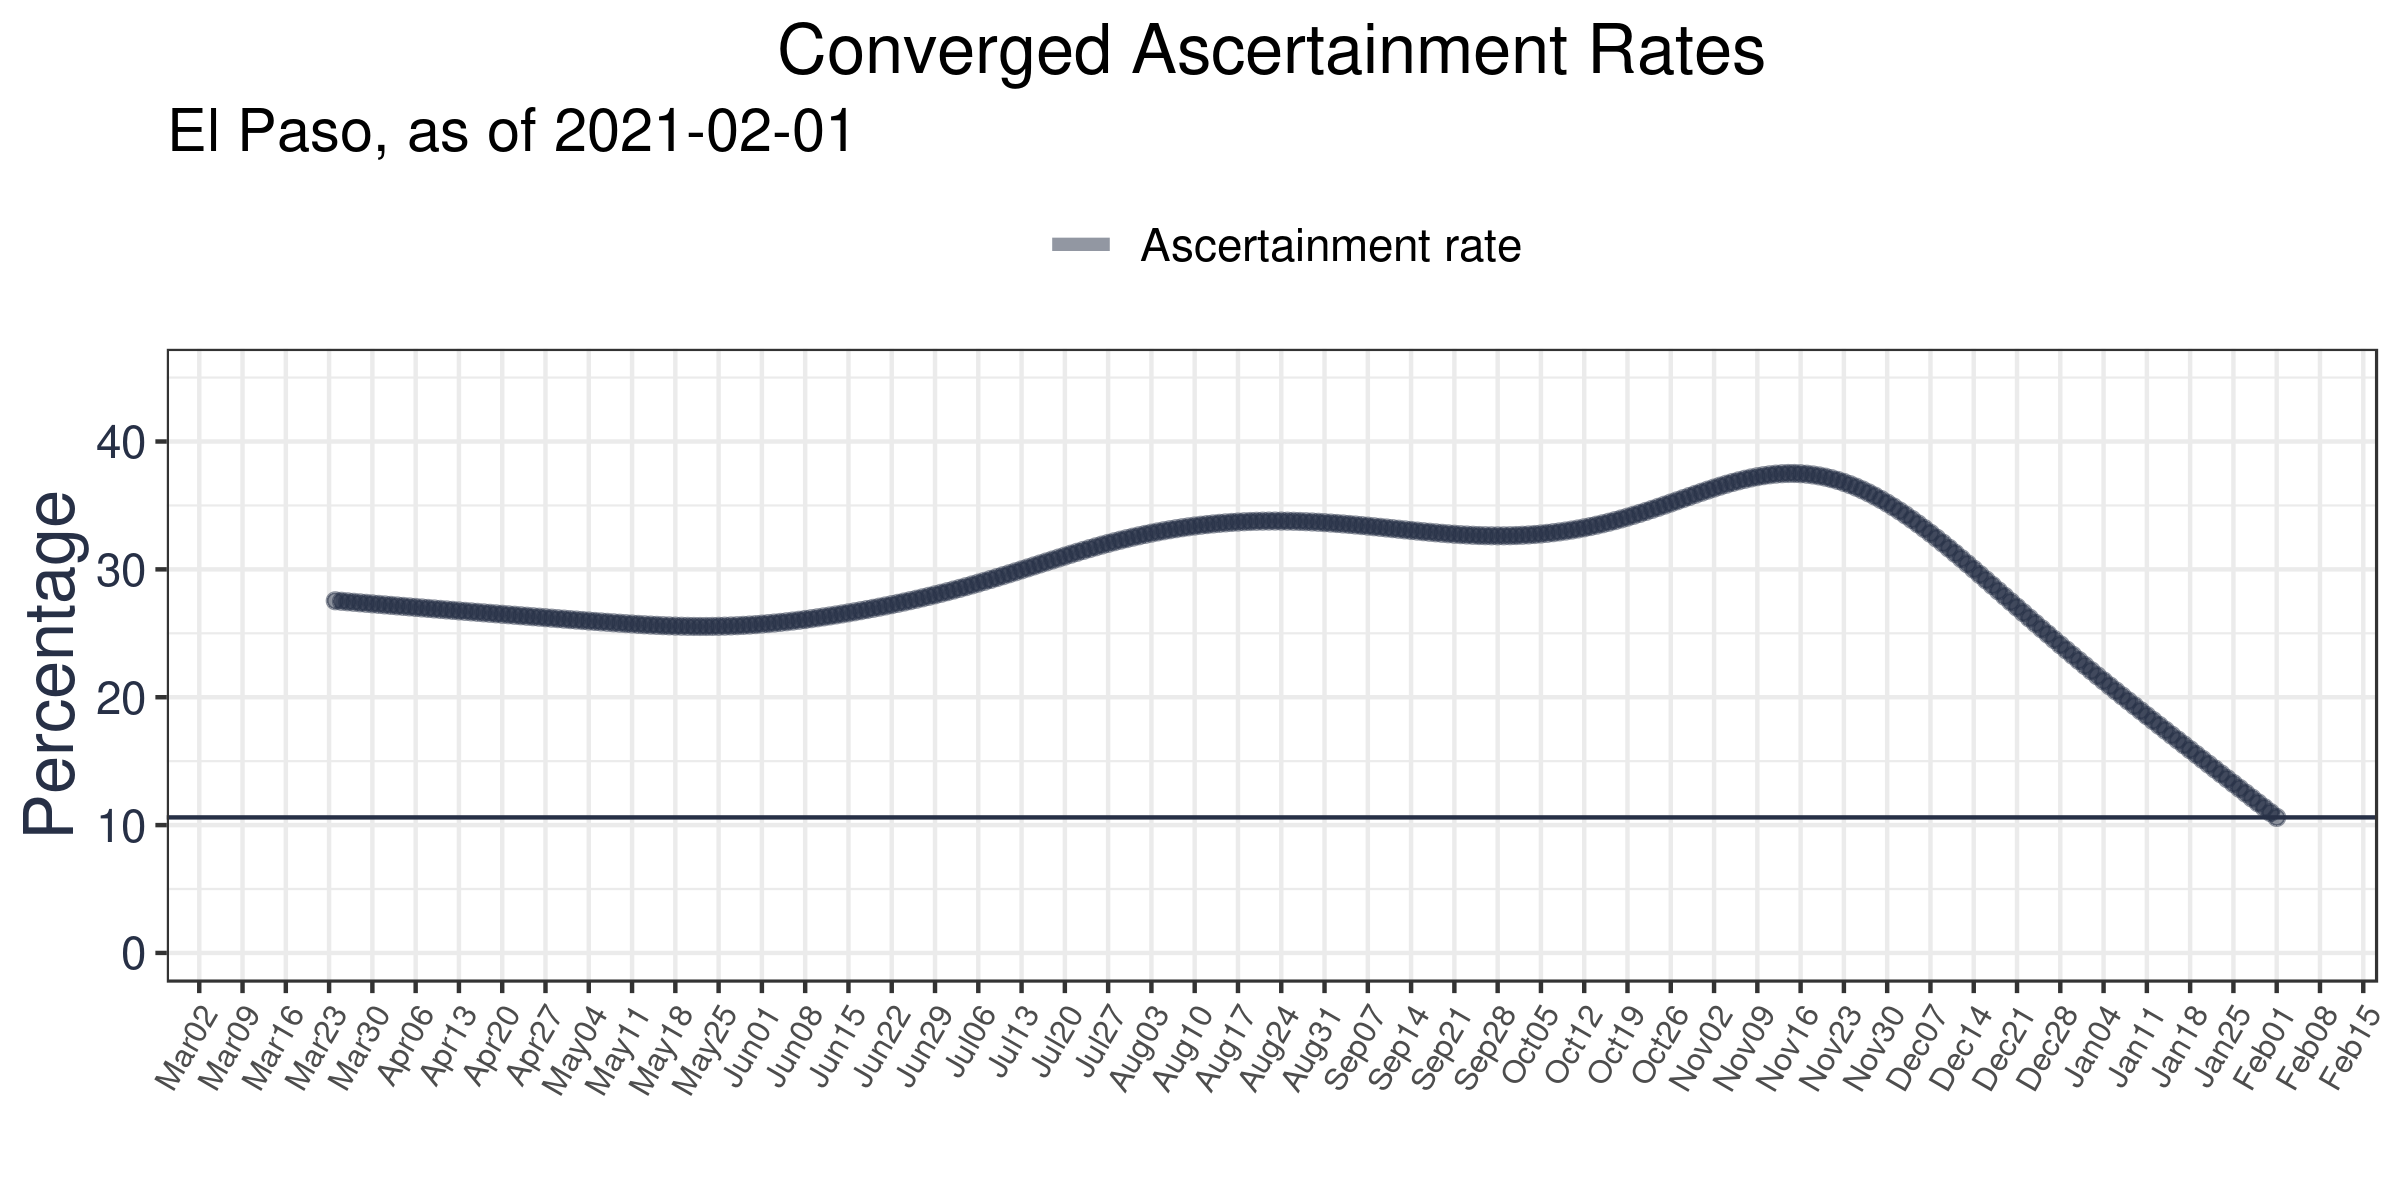 Converged Ascertainment Rates
El Paso, as of 2021-02-01
Ascertainment rate
Percentage
40
30
20
10
0
Mar02 Mar09 Mar16 Mar23 Mar30 Apr06 Apr13 Apr20 Apr27 May04 May11 May18 May25 Jun01 Jun08 Jun15 Jun22 Jun29 Jul06 Jul13 Jul20 Jul27 Aug03 Aug10 Aug17 Aug24 Aug31 Sep07 Sep14 Sep21 Sep28 Oct05 Oct12 Oct19 Oct26 Nov02 Nov09 Nov16 Nov23 Nov30 Dec07 Dec14 Dec21 Dec28 Jan04 Jan11 Jan18 Jan25 Feb01 Feb08 Feb15